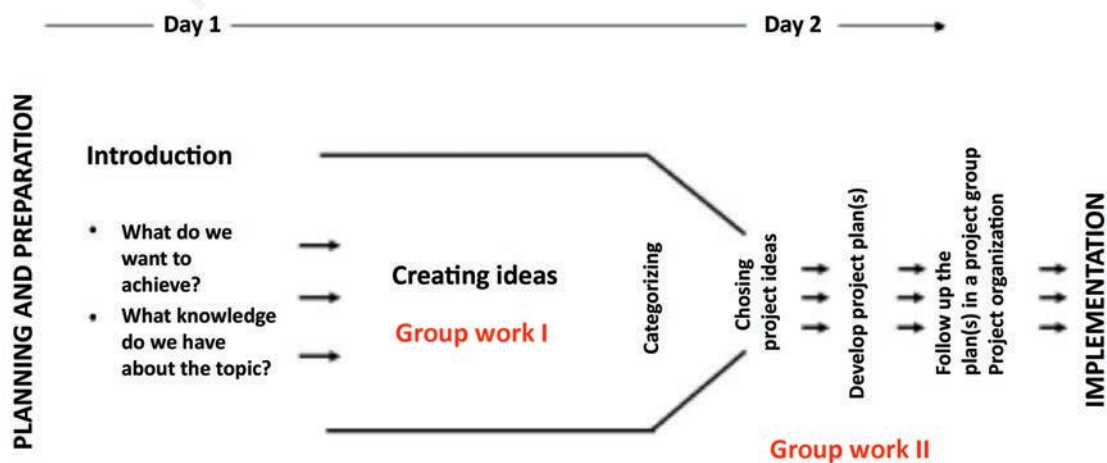 Day 1
Day 2
PLANNING AND PREPARATION
Introduction
• What do we
want to
achieve?
• What knowledge
do we have
about the topic?
Creating ideas
Group work I
Categorizing
Chosing
project ideas
Develop project plan(s)
Follow up the
plan(s) in a project group
Project organization
IMPLEMENTATION
Group work II